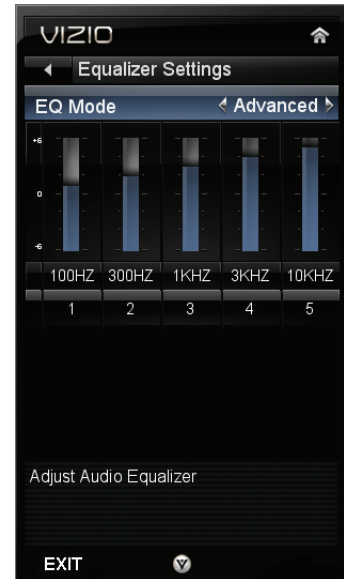 VIZIO
Equalizer Settings
EQ Mode Advanced
+6
0
-6
100HZ 300HZ 1KHZ 3KHZ 10KHZ
1 2 3 4 5
Adjust Audio Equalizer
EXIT V